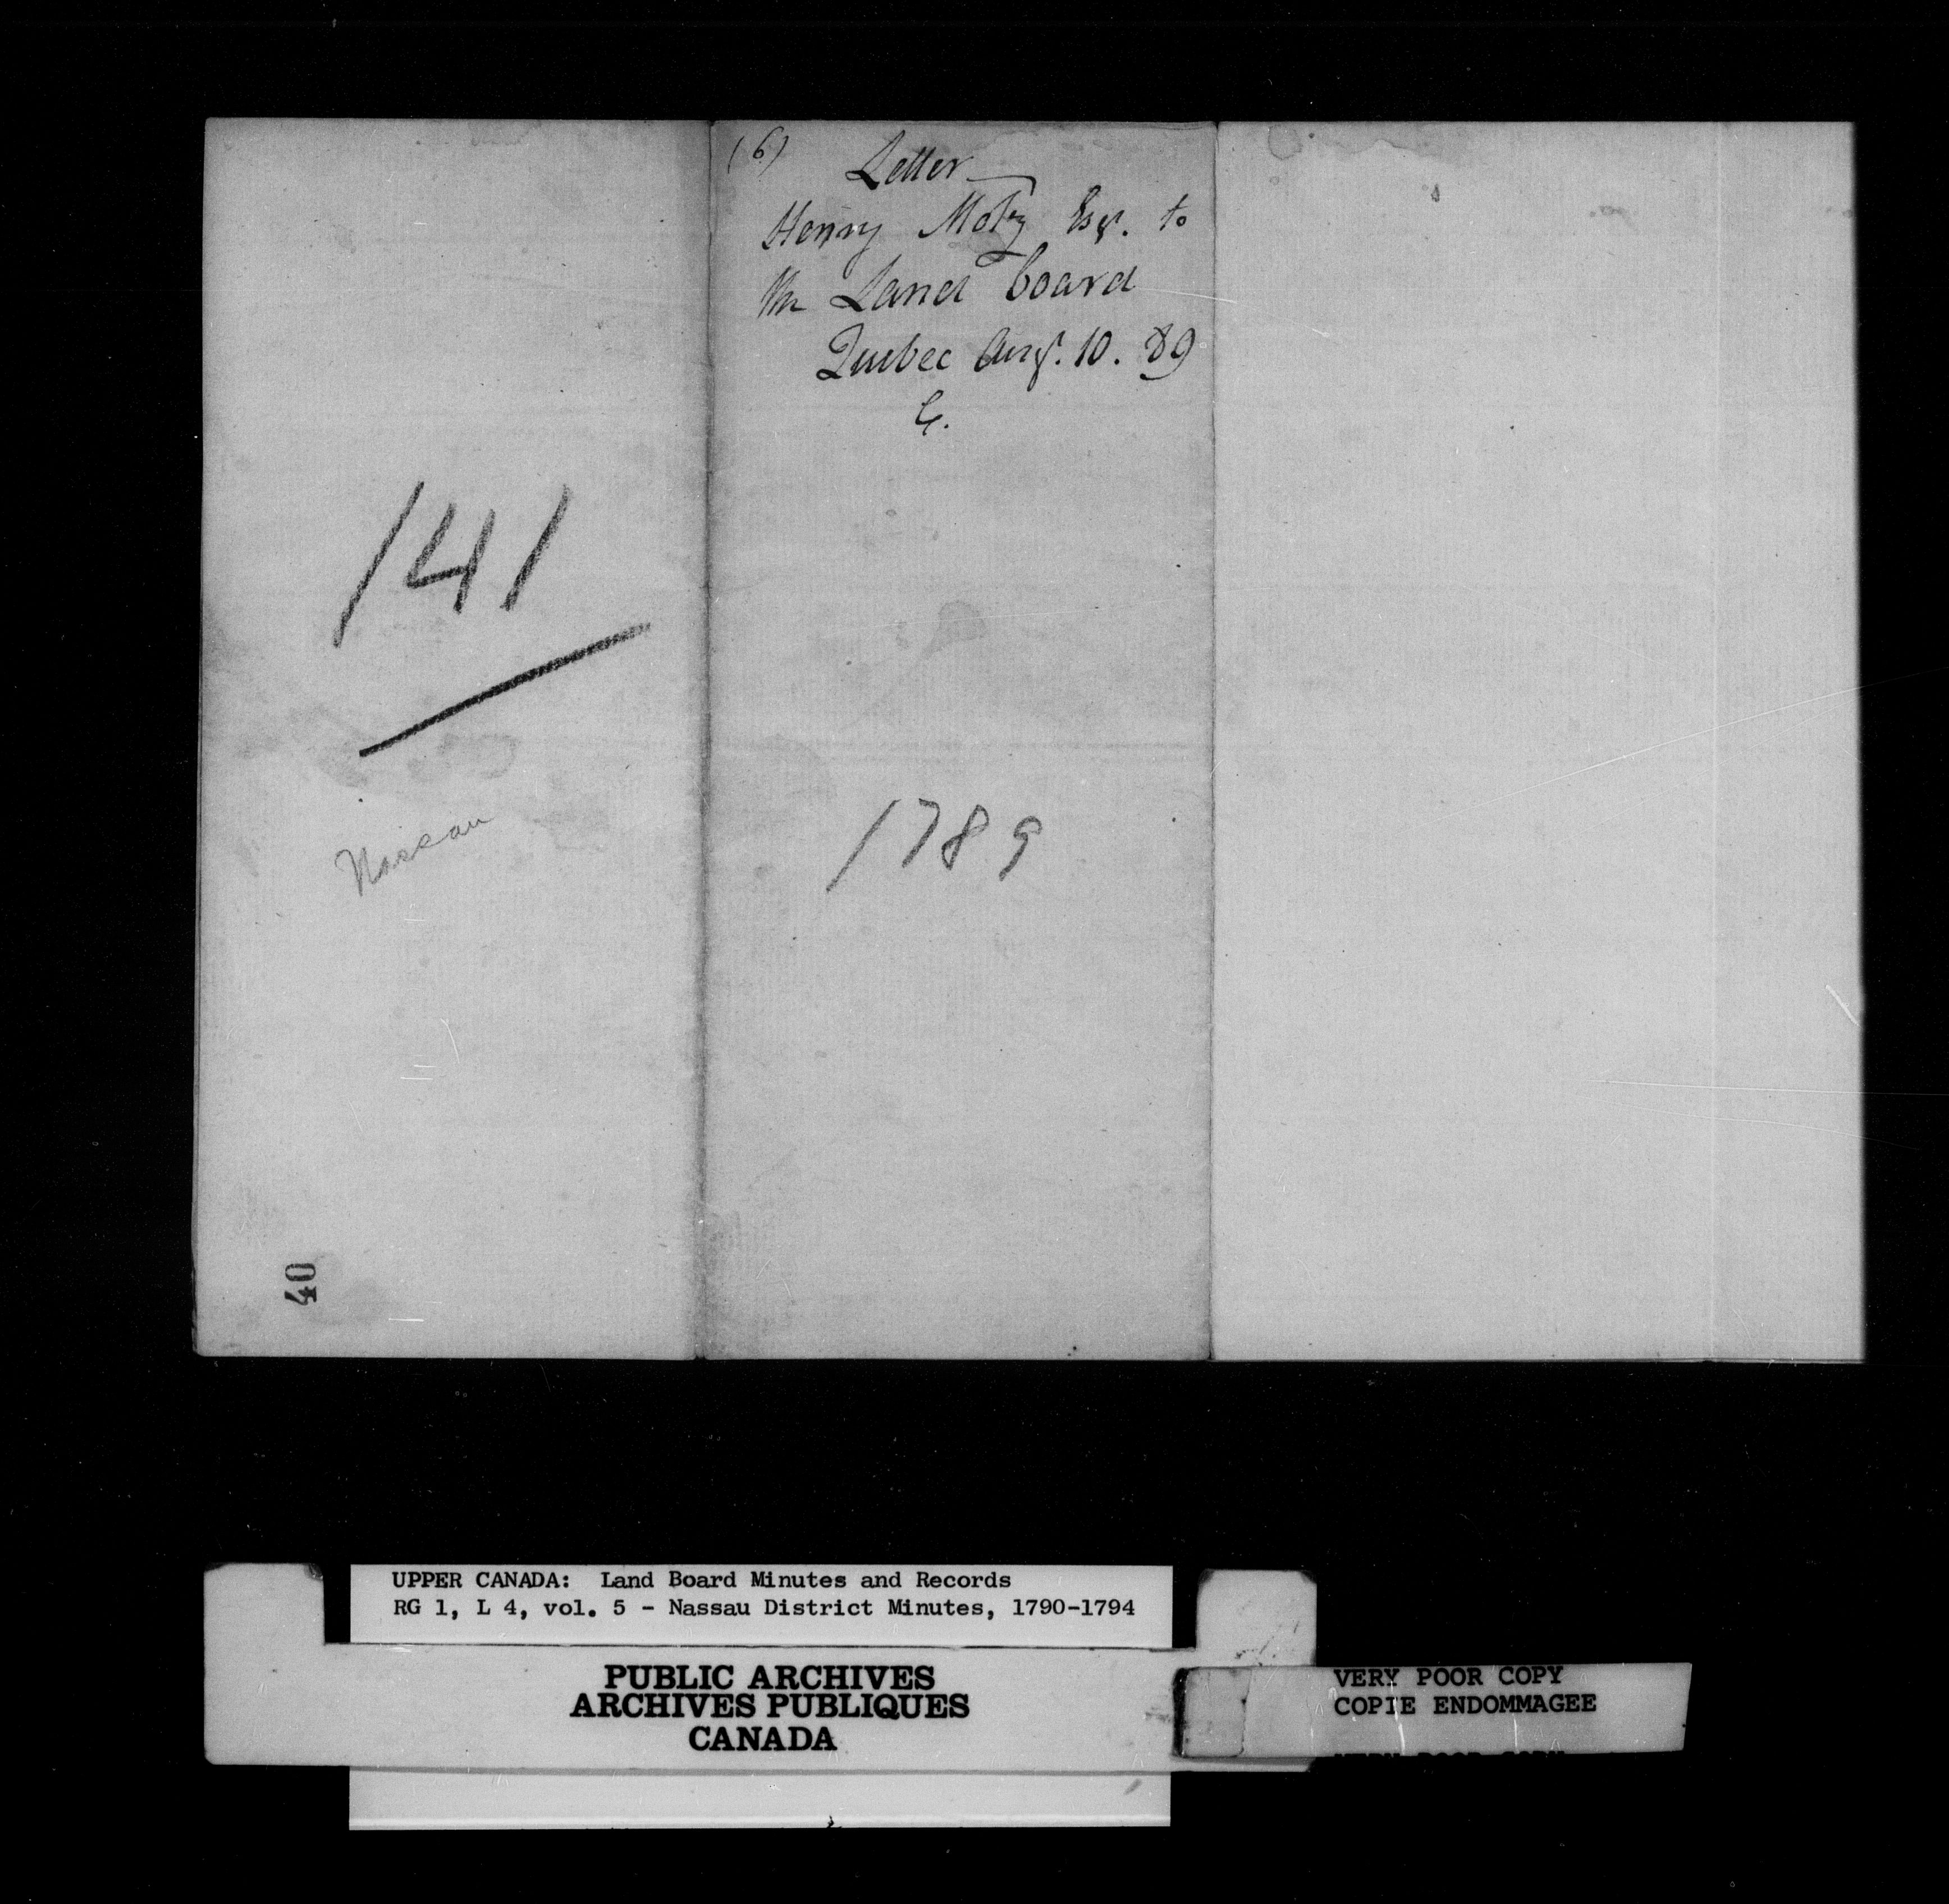 (6)
Letter
Henry Motz Esqr. to
the Land board
Quebec Augt. 10. 89
G.
141
Nassau
1789
40
UPPER CANADA: Land Board Minutes and Records
RG 1, L 4, vol. 5 - Nassau District Minutes, 1790-1794
PUBLIC ARCHIVES
ARCHIVES PUBLIQUES
CANADA
VERY POOR COPY
COPIE ENDOMMAGEE